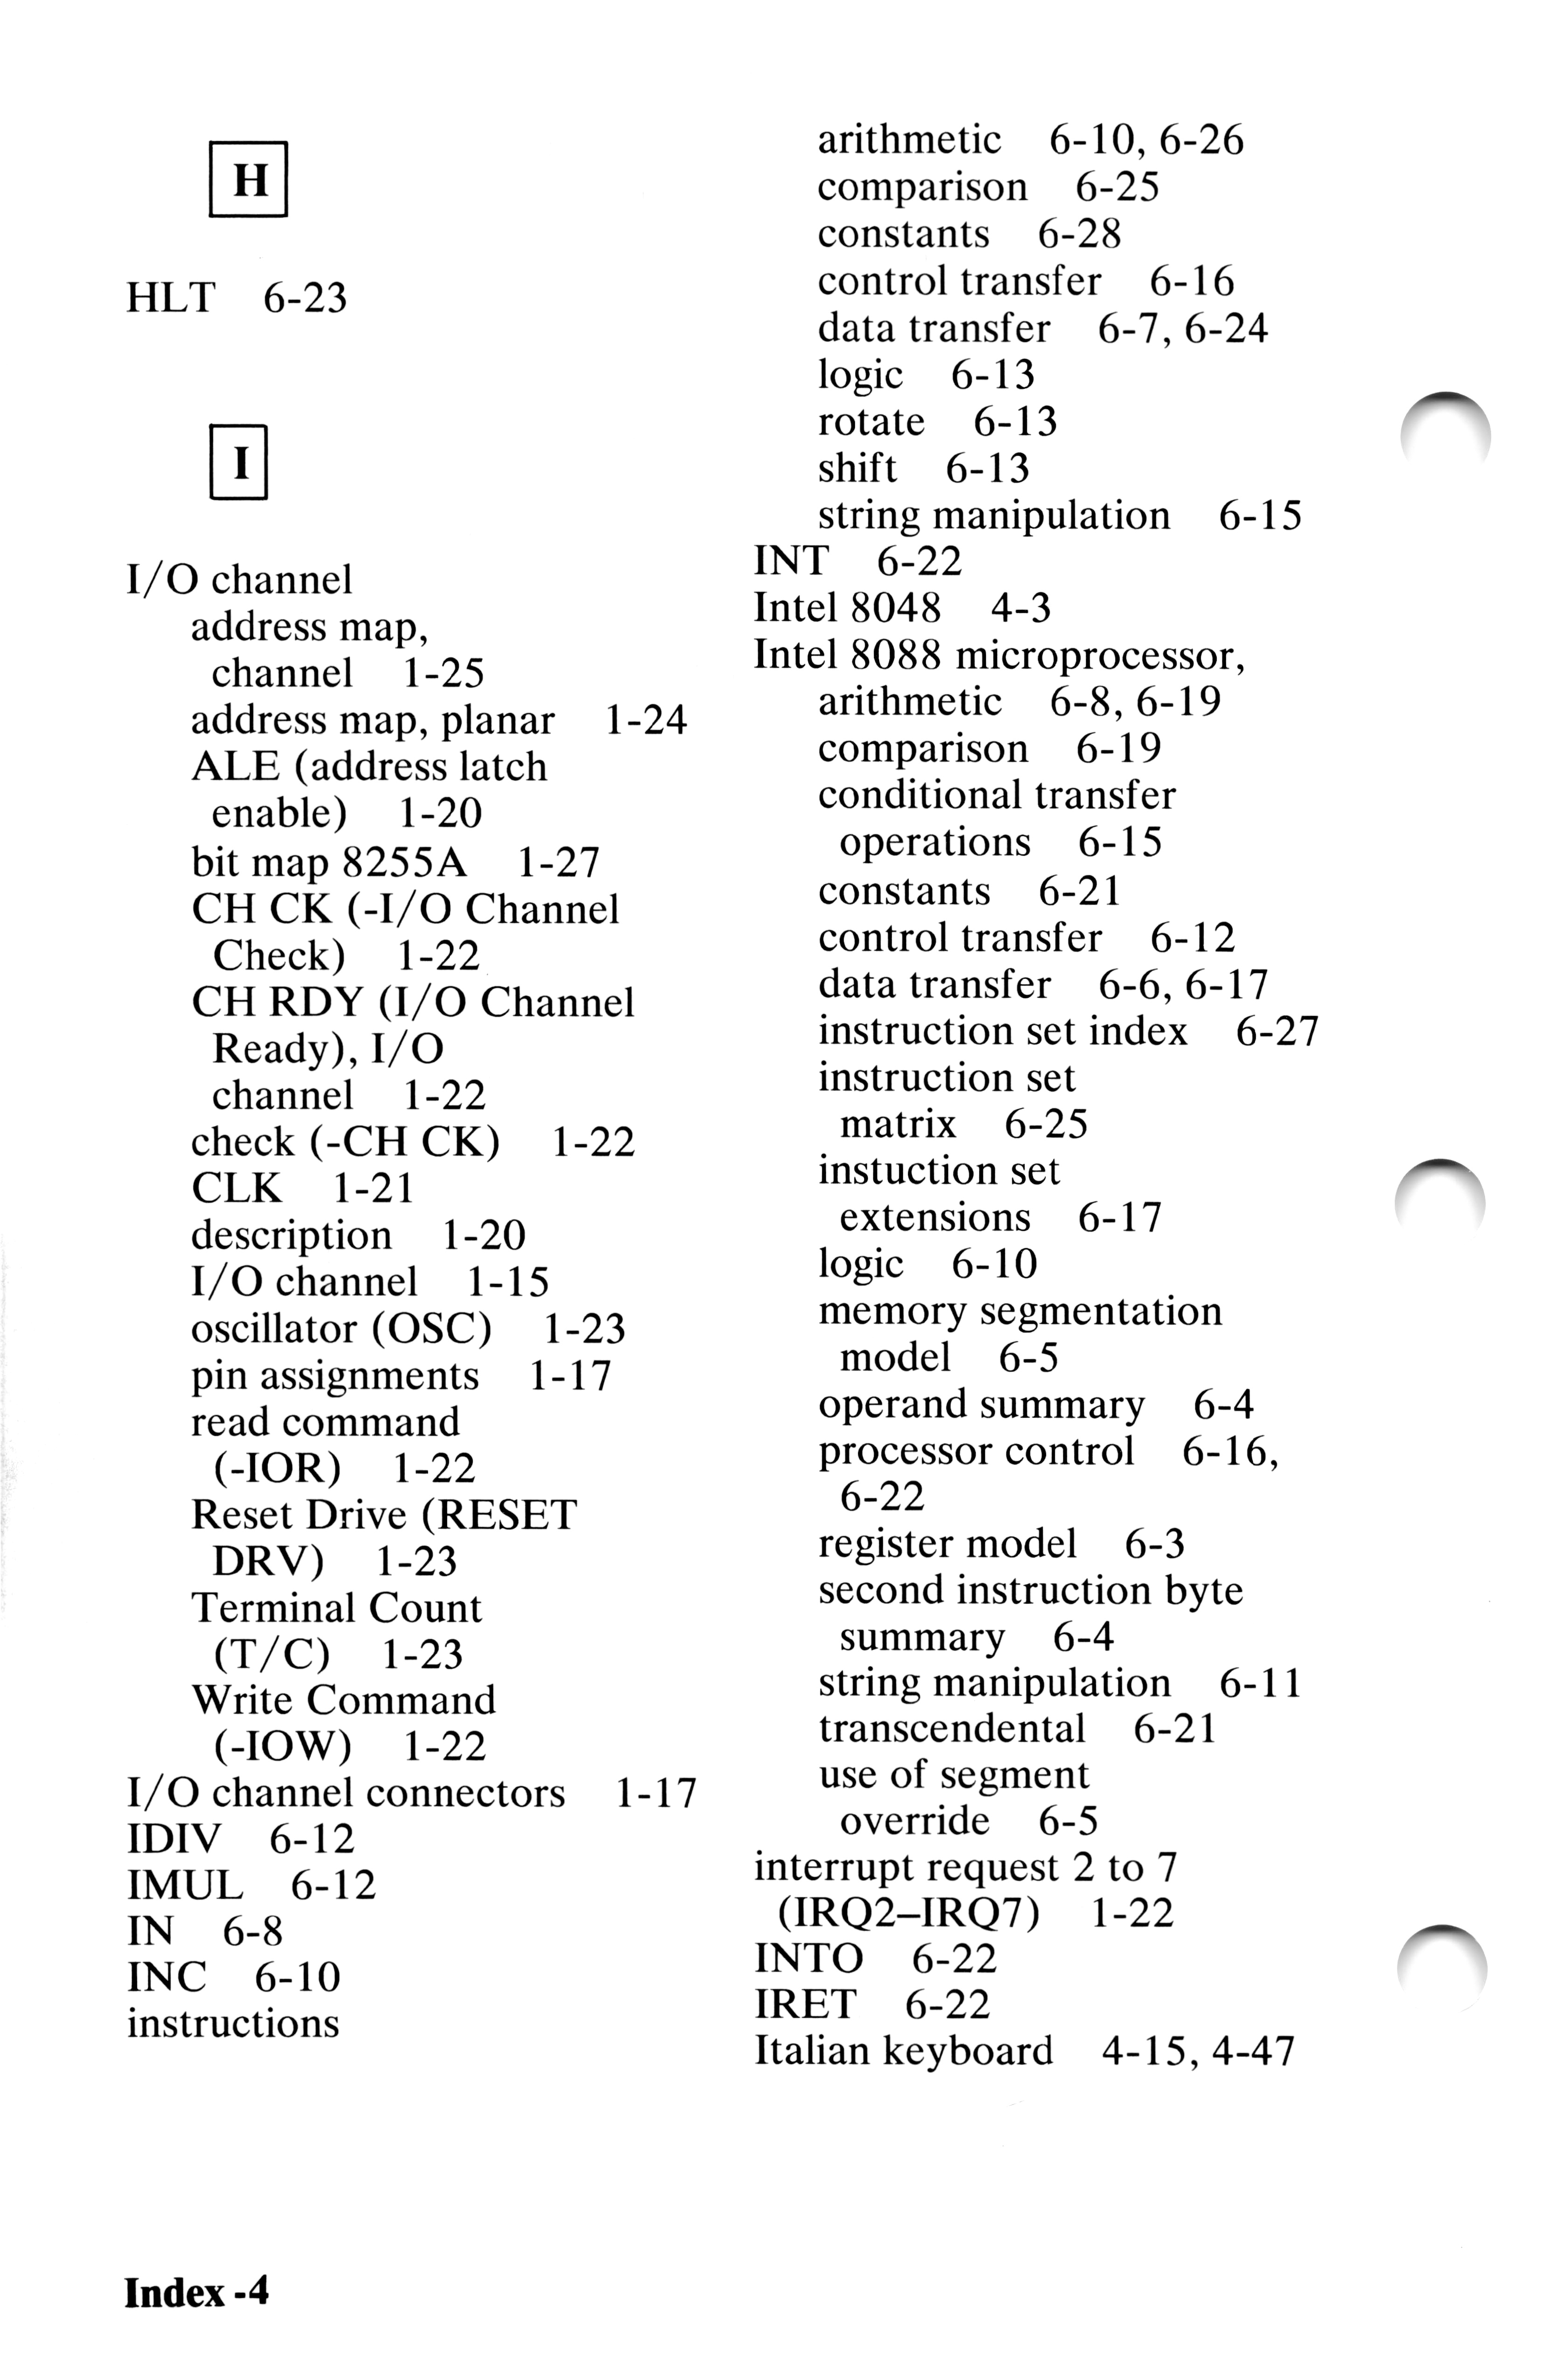 H
HLT 6-23
I
I/O channel
address map,
channel 1-25
address map, planar 1-24
ALE (address latch
enable) 1-20
bit map 8255A 1-27
CH CK (-I/O Channel
Check) 1-22
CH RDY (I/O Channel
Ready), I/O
channel 1-22
check (-CH CK) 1-22
CLK 1-21
description 1-20
I/O channel 1-15
oscillator (OSC) 1-23
pin assignments 1-17
read command
(-IOR) 1-22
Reset Drive (RESET
DRV) 1-23
Terminal Count
(T/C) 1-23
Write Command
(-IOW) 1-22
I/O channel connectors 1-17
IDIV 6-12
IMUL 6-12
IN 6-8
INC 6-10
instructions
arithmetic 6-10, 6-26
comparison 6-25
constants 6-28
control transfer 6-16
data transfer 6-7, 6-24
logic 6-13
rotate 6-13
shift 6-13
string manipulation 6-15
INT 6-22
Intel 8048 4-3
Intel 8088 microprocessor,
arithmetic 6-8, 6-19
comparison 6-19
conditional transfer
operations 6-15
constants 6-21
control transfer 6-12
data transfer 6-6, 6-17
instruction set index 6-27
instruction set
matrix 6-25
instuction set
extensions 6-17
logic 6-10
memory segmentation
model 6-5
operand summary 6-4
processor control 6-16,
6-22
register model 6-3
second instruction byte
summary 6-4
string manipulation 6-11
transcendental 6-21
use of segment
override 6-5
interrupt request 2 to 7
(IRQ2–IRQ7) 1-22
INTO 6-22
IRET 6-22
Italian keyboard 4-15, 4-47
Index -4